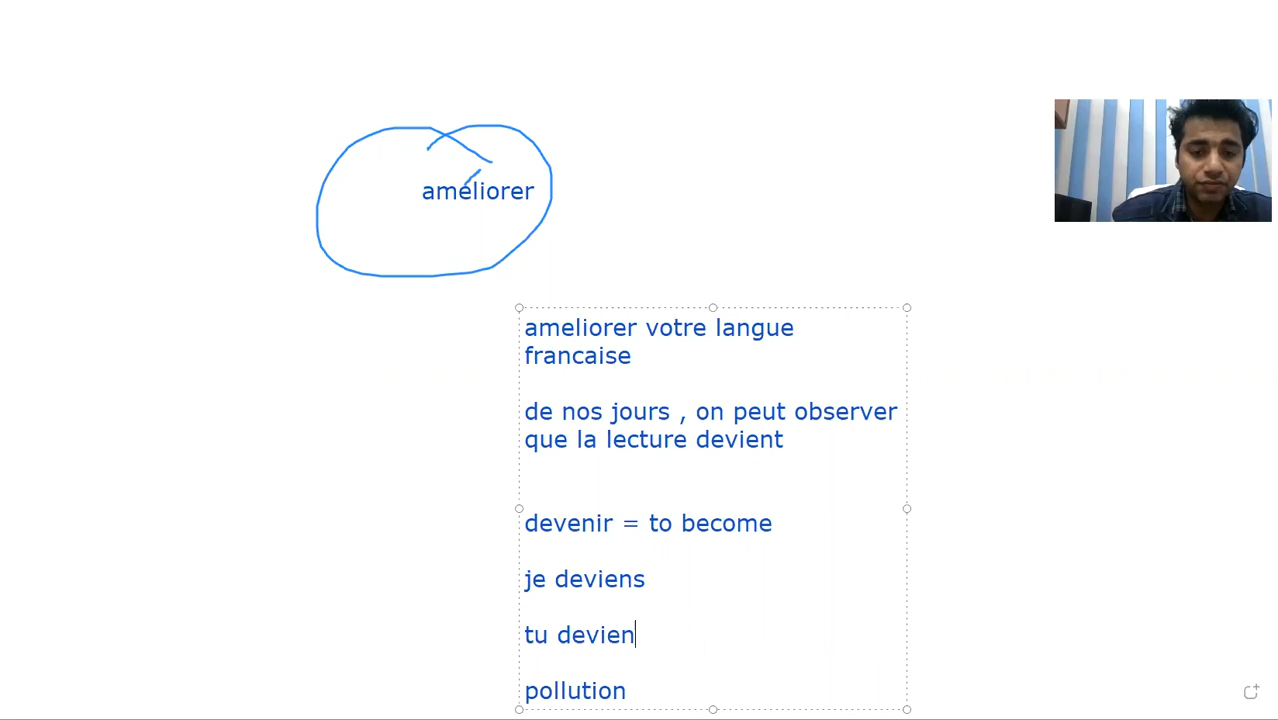 améliorer
ameliorer votre langue
francaise
de nos jours , on peut observer
que la lecture devient
devenir = to become
je deviens
tu devien
pollution